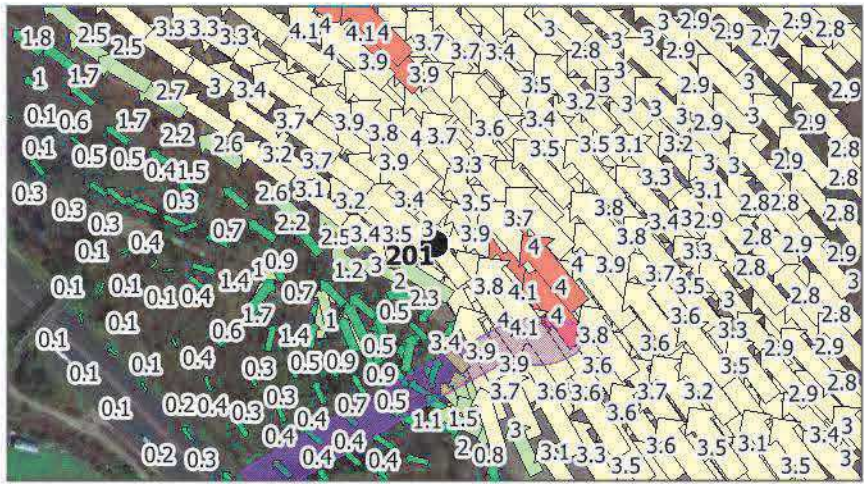 1.8 2.5 2.5 3.3 3.3 3.3 4.1 4 4.1 4 3.7 3.7 3.4 3 2.8 3 3 2.9 2.9 2.9 2.7 2.9 2.8
1 1.7 2.7 3 3.4 4 3.9 3.9 3.5 3.2 3 2.9 3 2.9 3 2.9
0.1 0.6 1.7 2.2 2.6 3.7 3.9 3.8 4 3.7 3.6 3.4 3 3 2.9 2.9
0.1 0.5 0.5 0.4 1.5 3.2 3.7 3.9 3.3 3.5 3.5 3.1 3.2 3 3 2.9 2.8
0.3 0.3 0.3 0.3 2.6 3.1 3.2 3.4 3.5 3.3 3.1 2.8 2.8 2.8 2.8
0.1 0.4 0.7 2.2 2.5 3.4 3.5 3 3.9 3.7 3.8 3.8 3.4 3 2.9 2.8 2.9 2.9
201
0.1 0.1 0.1 0.4 1.4 1 0.9 1.2 3 4 4 3.9 3.7 3.3 2.8 3
0.1 0.6 1.7 0.7 1 2 2.3 0.5 3.8 4.1 4 3.5 3 2.8
0.1 0.1 0.4 1.4 0.5 3.4 4 4.1 4 3.8 3.6 3.6 3.3 2.9 2.9
0.1 0.3 0.5 0.9 0.9 3.9 3.9 3.6 3.5 2.8
0.1 0.2 0.4 0.3 0.3 0.4 0.7 0.5 3.7 3.6 3.6 3.6 3.7 3.2 2.9
0.4 0.4 1.1 1.5 3 3.6 3.5 3.1 3.4 3
0.2 0.3 0.4 0.4 2 0.8 3.1 3.3 3.5 3.5 3.5 3